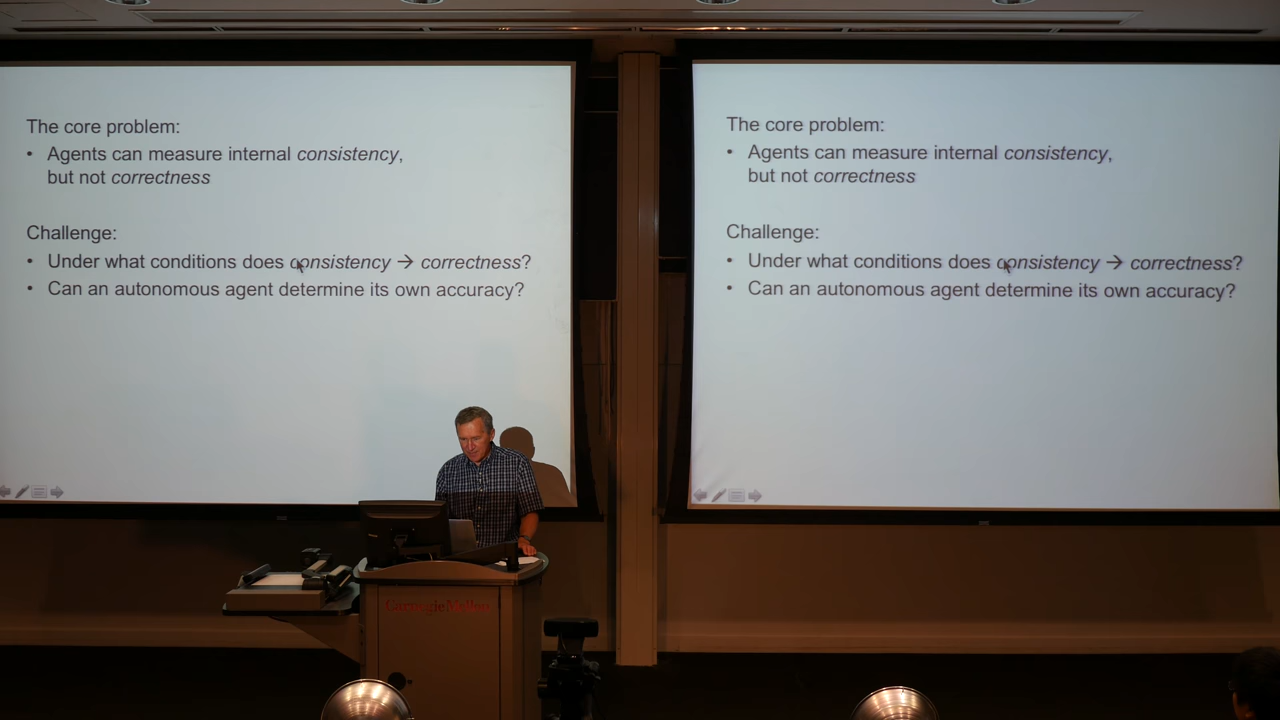 The core problem:
• Agents can measure internal consistency,
but not correctness
Challenge:
• Under what conditions does consistency → correctness?
• Can an autonomous agent determine its own accuracy?
The core problem:
• Agents can measure internal consistency,
but not correctness
Challenge:
• Under what conditions does consistency → correctness?
• Can an autonomous agent determine its own accuracy?
Carnegie Mellon